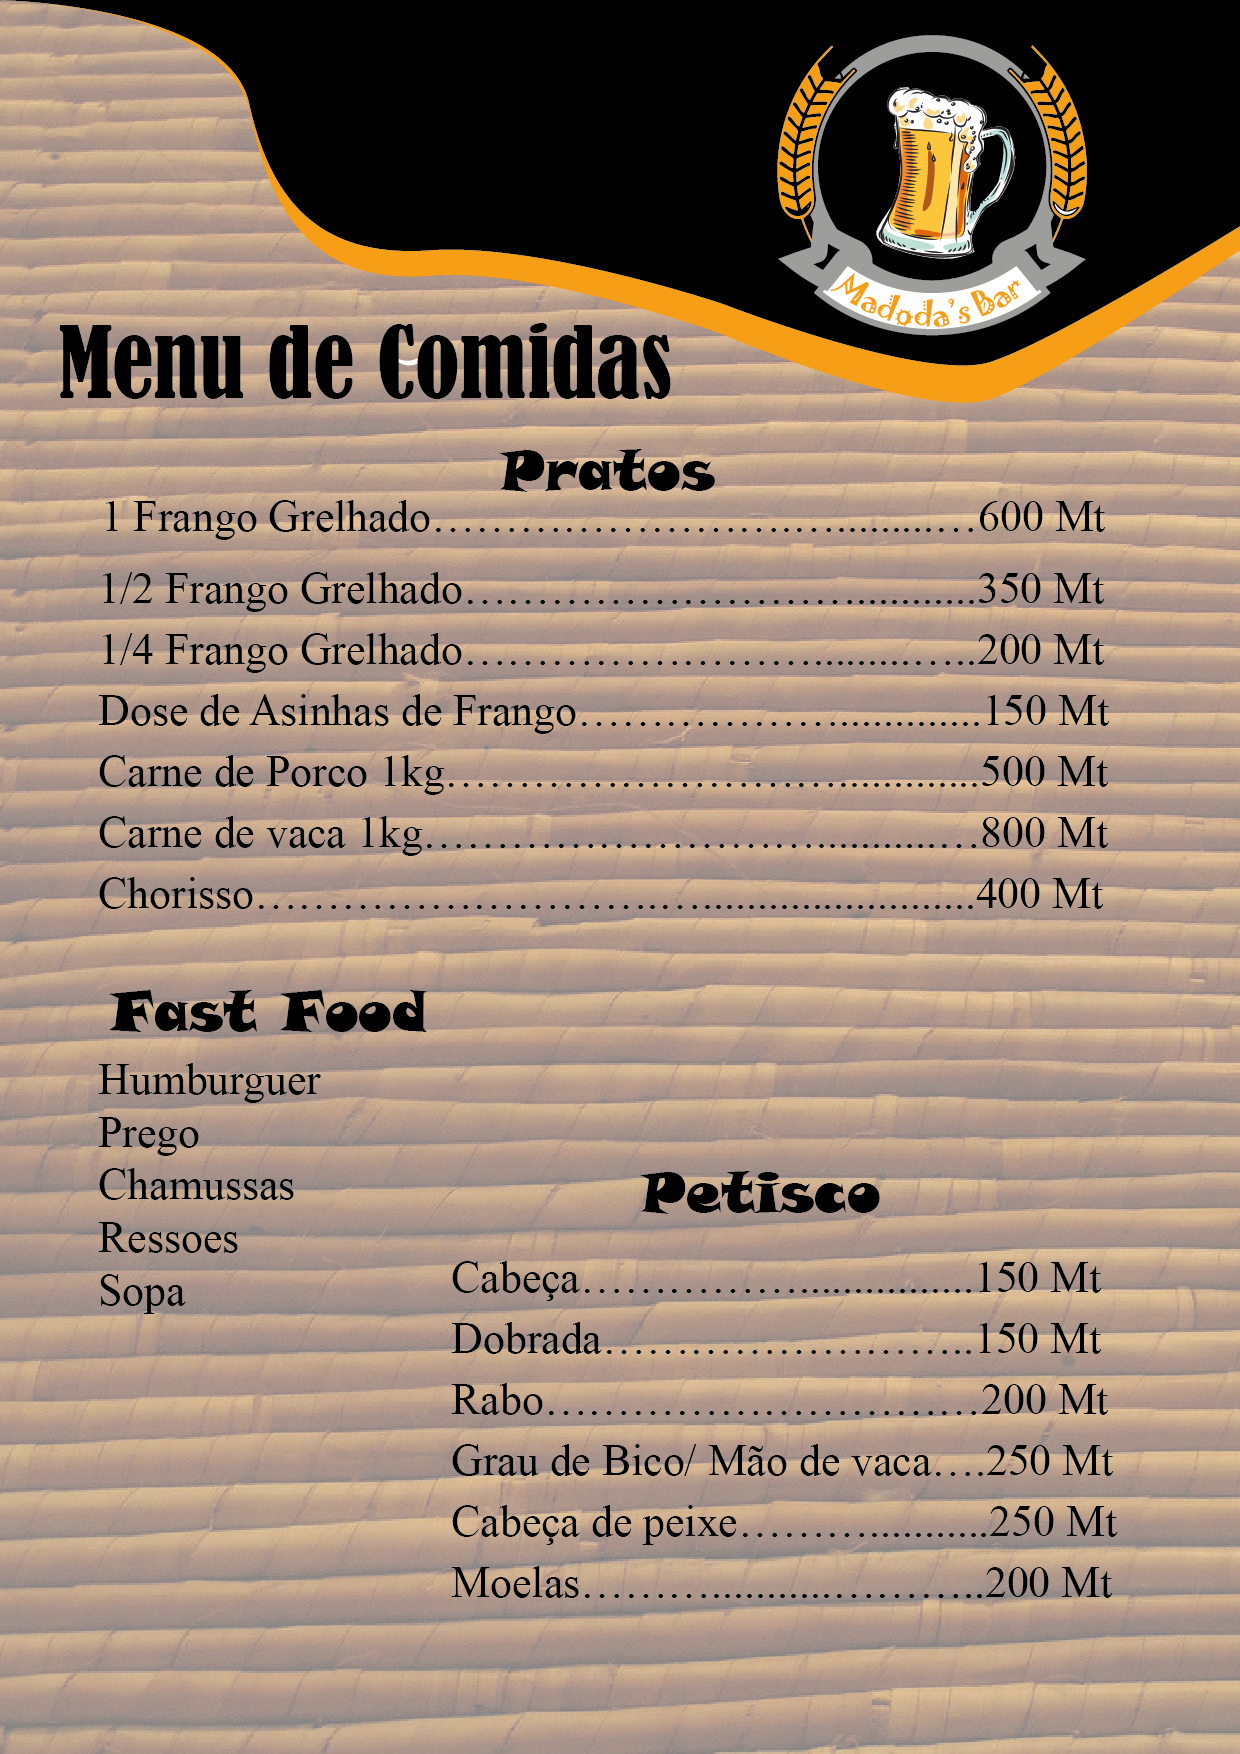 Madoda's Bar
Menu de Comidas
Pratos
1 Frango Grelhado…………………….…..........…600 Mt
1/2 Frango Grelhado……………………….............350 Mt
1/4 Frango Grelhado……………………..........…..200 Mt
Dose de Asinhas de Frango………………..............150 Mt
Carne de Porco 1kg……………………….............500 Mt
Carne de vaca 1kg………………………............…800 Mt
Chorisso……………………….…...........................400 Mt
Fast Food
Humburguer
Prego
Chamussas
Ressoes
Sopa
Petisco
Cabeça……………..................150 Mt
Dobrada……………………..150 Mt
Rabo…………………………200 Mt
Grau de Bico/ Mão de vaca….250 Mt
Cabeça de peixe………............250 Mt
Moelas………............………..200 Mt